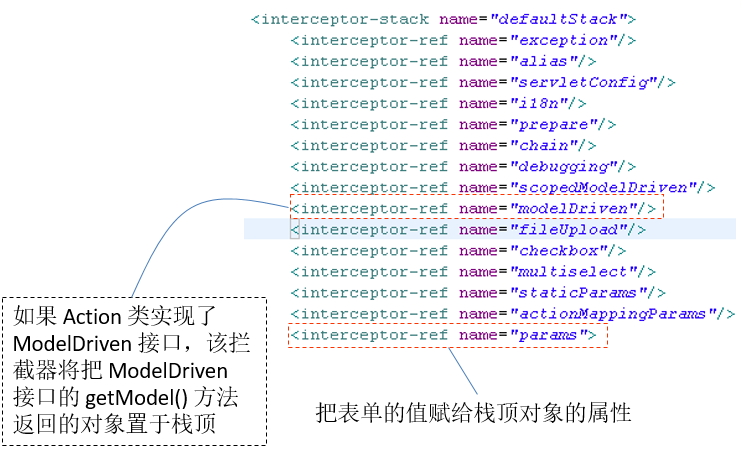 <interceptor-stack name="defaultStack">
<interceptor-ref name="exception"/>
<interceptor-ref name="alias"/>
<interceptor-ref name="servletConfig"/>
<interceptor-ref name="i18n"/>
<interceptor-ref name="prepare"/>
<interceptor-ref name="chain"/>
<interceptor-ref name="debugging"/>
<interceptor-ref name="scopedModelDriven"/>
<interceptor-ref name="modelDriven"/>
<interceptor-ref name="fileUpload"/>
<interceptor-ref name="checkbox"/>
<interceptor-ref name="multiselect"/>
<interceptor-ref name="staticParams"/>
<interceptor-ref name="actionMappingParams"/>
<interceptor-ref name="params">
如果 Action 类实现了
ModelDriven 接口，该拦
截器将把 ModelDriven
接口的 getModel() 方法
返回的对象置于栈顶
把表单的值赋给栈顶对象的属性